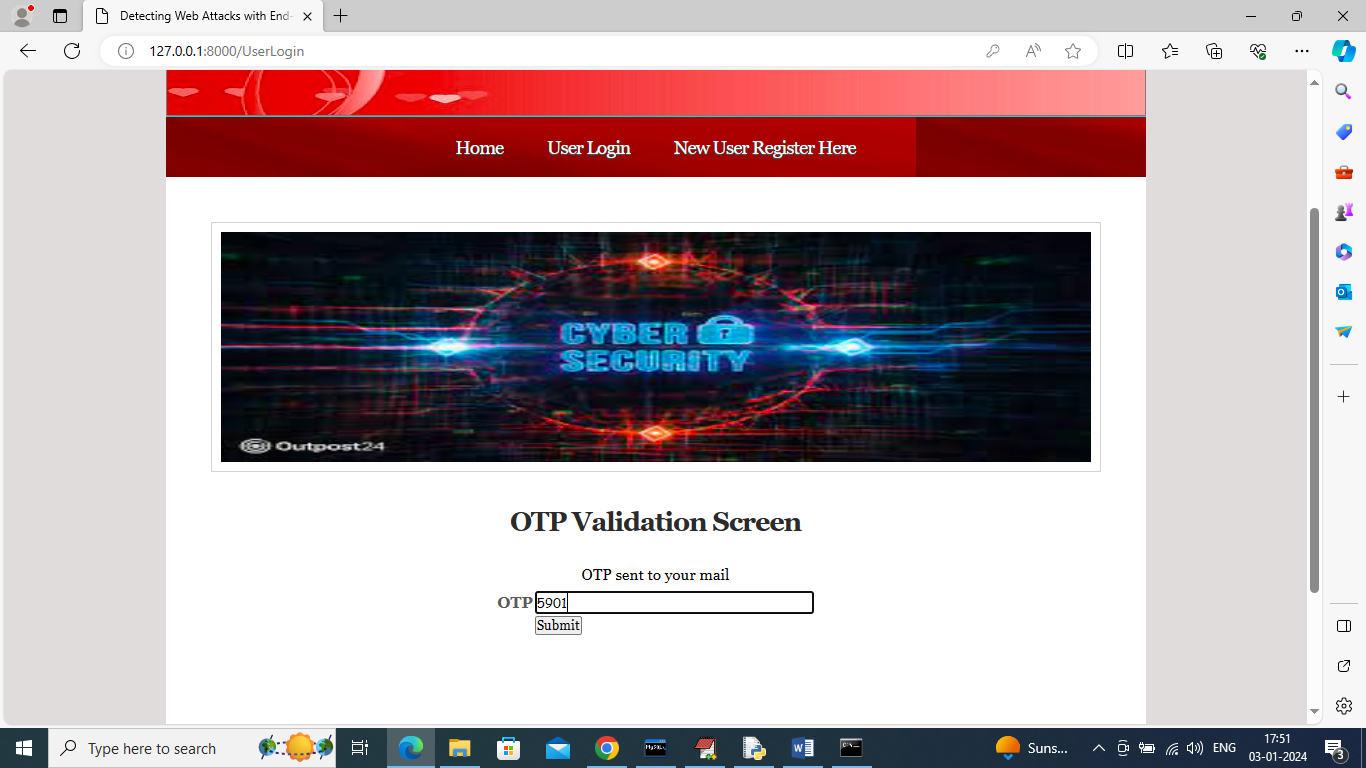 Detecting Web Attacks with End-
127.0.0.1:8000/UserLogin
Home User Login New User Register Here
CYBER
SECURITY
Outpost24
OTP Validation Screen
OTP sent to your mail
OTP 5901
Submit
Type here to search
Suns...
ENG
17:51
03-01-2024
3